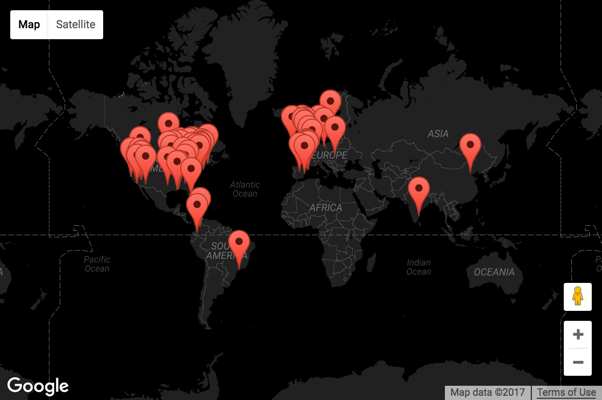 Map Satellite
ASIA
EUROPE
Atlantic
Ocean
AFRICA
SOUTH
AMERICA
Pacific
Ocean
Indian
Ocean
OCEANIA
Google
Map data ©2017 Terms of Use